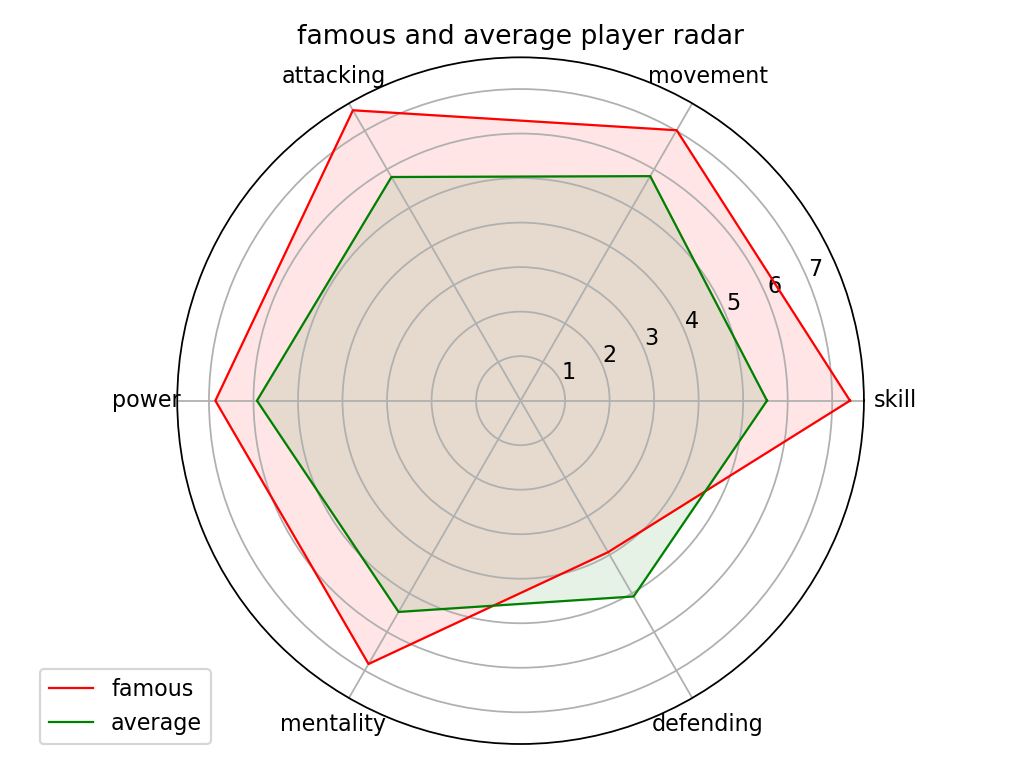 famous and average player radar
attacking
movement
7
6
5
4
3
2
1
power
skill
mentality
defending
famous
average